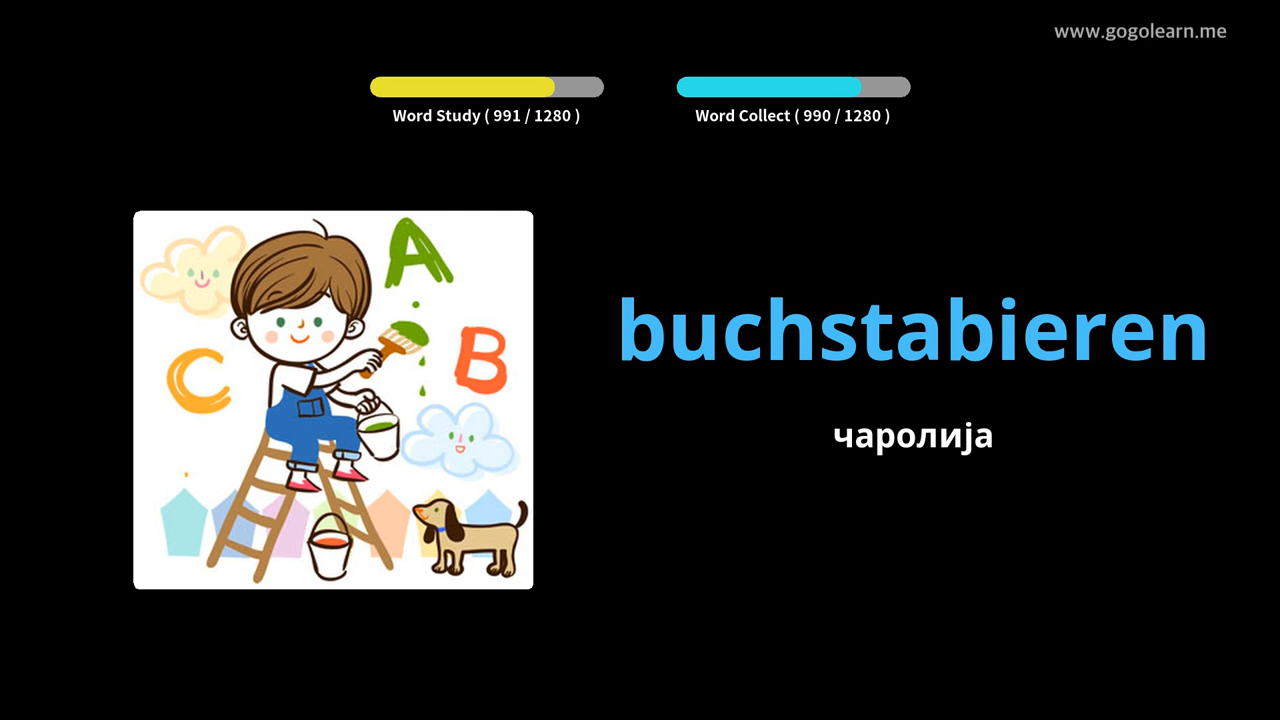 www.gogolearn.me
Word Study ( 991 / 1280 )
Word Collect ( 990 / 1280 )
A
B
C
buchstabieren
чаролија